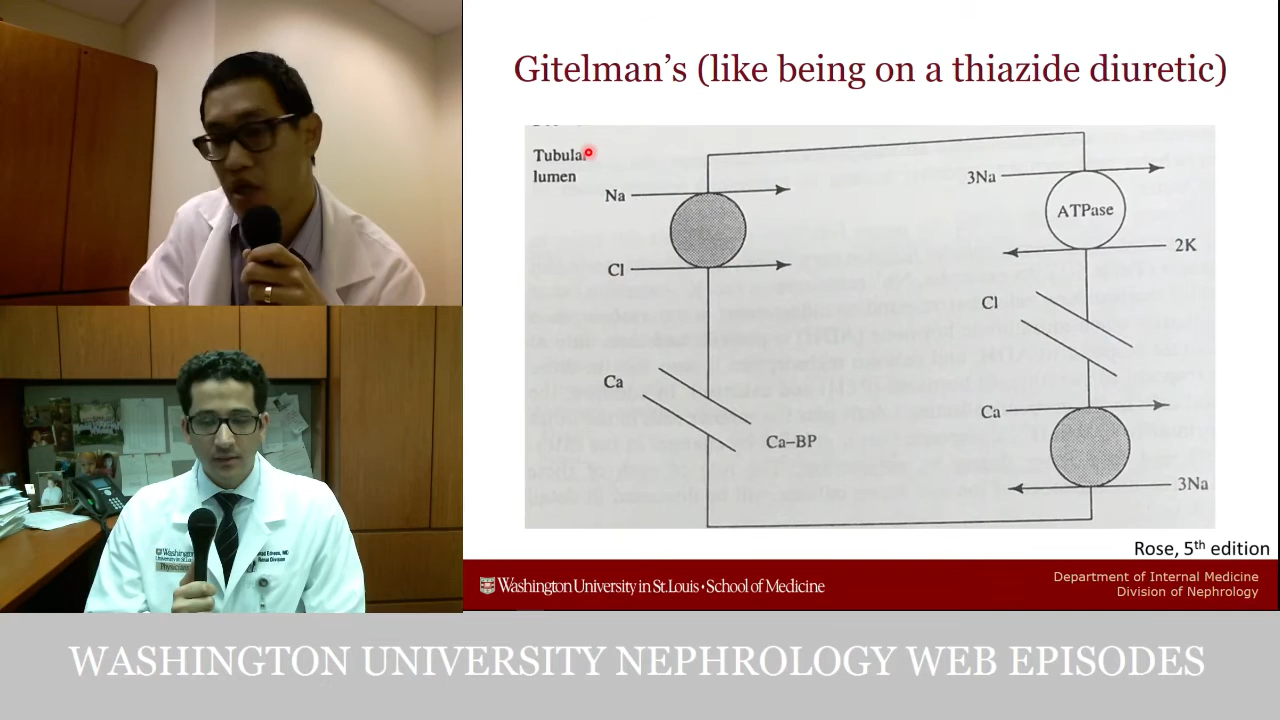 Gitelman’s (like being on a thiazide diuretic)
Tubular
lumen
Na
Cl
Ca
Ca–BP
3Na
ATPase
2K
Cl
Ca
3Na
Rose, 5th edition
Washington University in St. Louis • School of Medicine
Department of Internal Medicine
Division of Nephrology
Physicians
WASHINGTON UNIVERSITY NEPHROLOGY WEB EPISODES